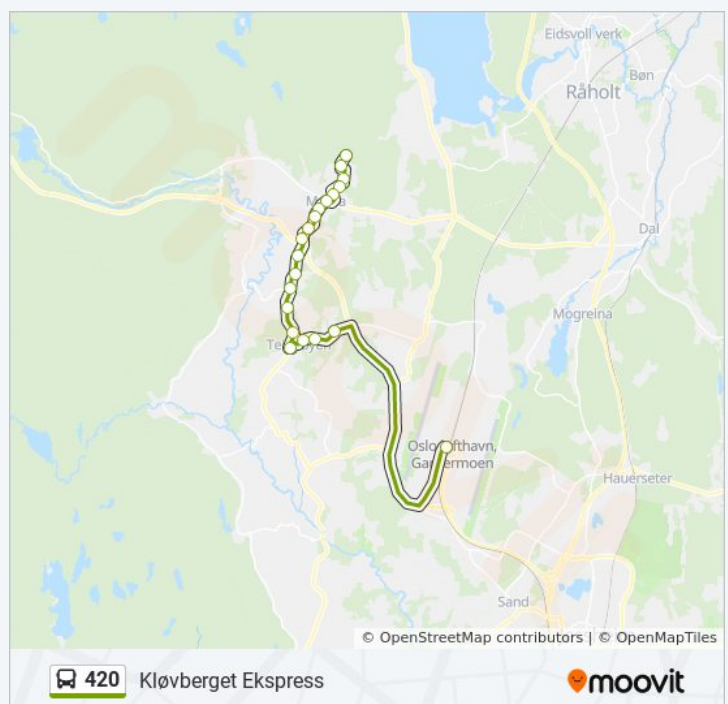 Eidsvoll verk
Bøn
Råholt
Dal
Mogreina
Oslo lufthavn,
Gardermoen
Hauerseter
Sand
© OpenStreetMap contributors | © OpenMapTiles
420 Kløvberget Ekspress
moovit